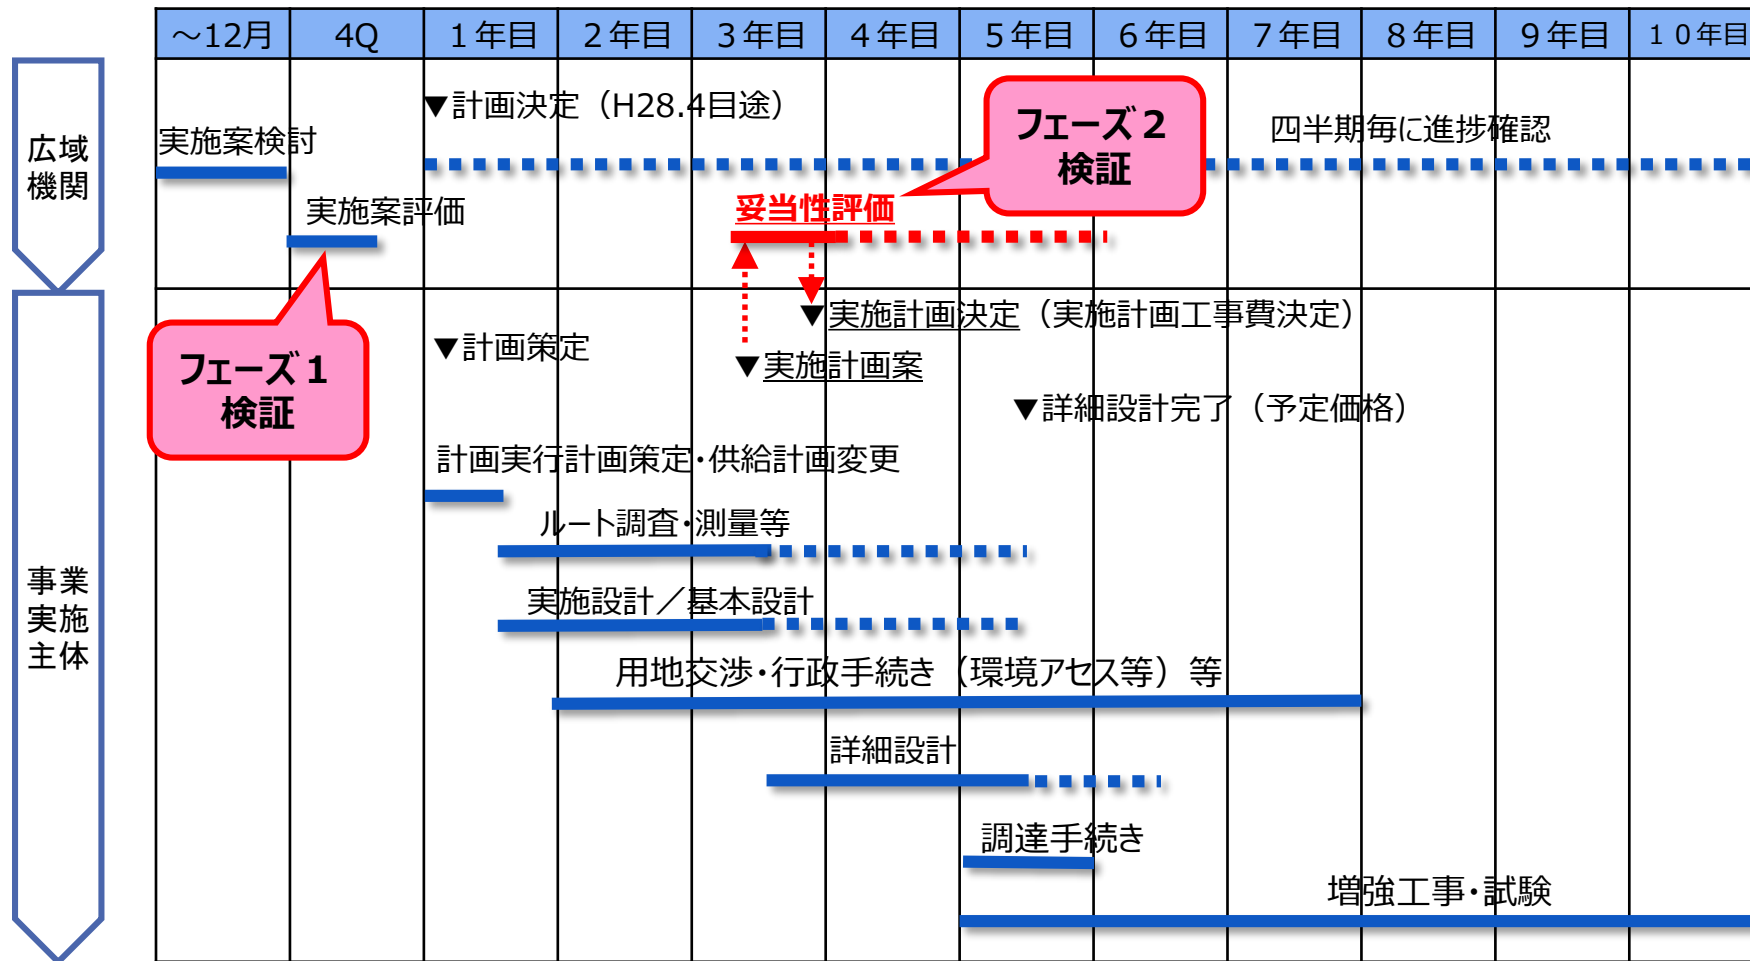 ～12月 4Q 1年目 2年目 3年目 4年目 5年目 6年目 7年目 8年目 9年目 10年目
広域
機関
▼計画決定（H28.4目途）
実施案検討
四半期毎に進捗確認
フェーズ2
検証
実施案評価
妥当性評価
▼実施計画決定（実施計画工事費決定）
▼計画策定
▼実施計画案
フェーズ1
検証
▼詳細設計完了（予定価格）
計画実行計画策定・供給計画変更
ルート調査・測量等
事業
実施
主体
実施設計／基本設計
用地交渉・行政手続き（環境アセス等）等
詳細設計
調達手続き
増強工事・試験